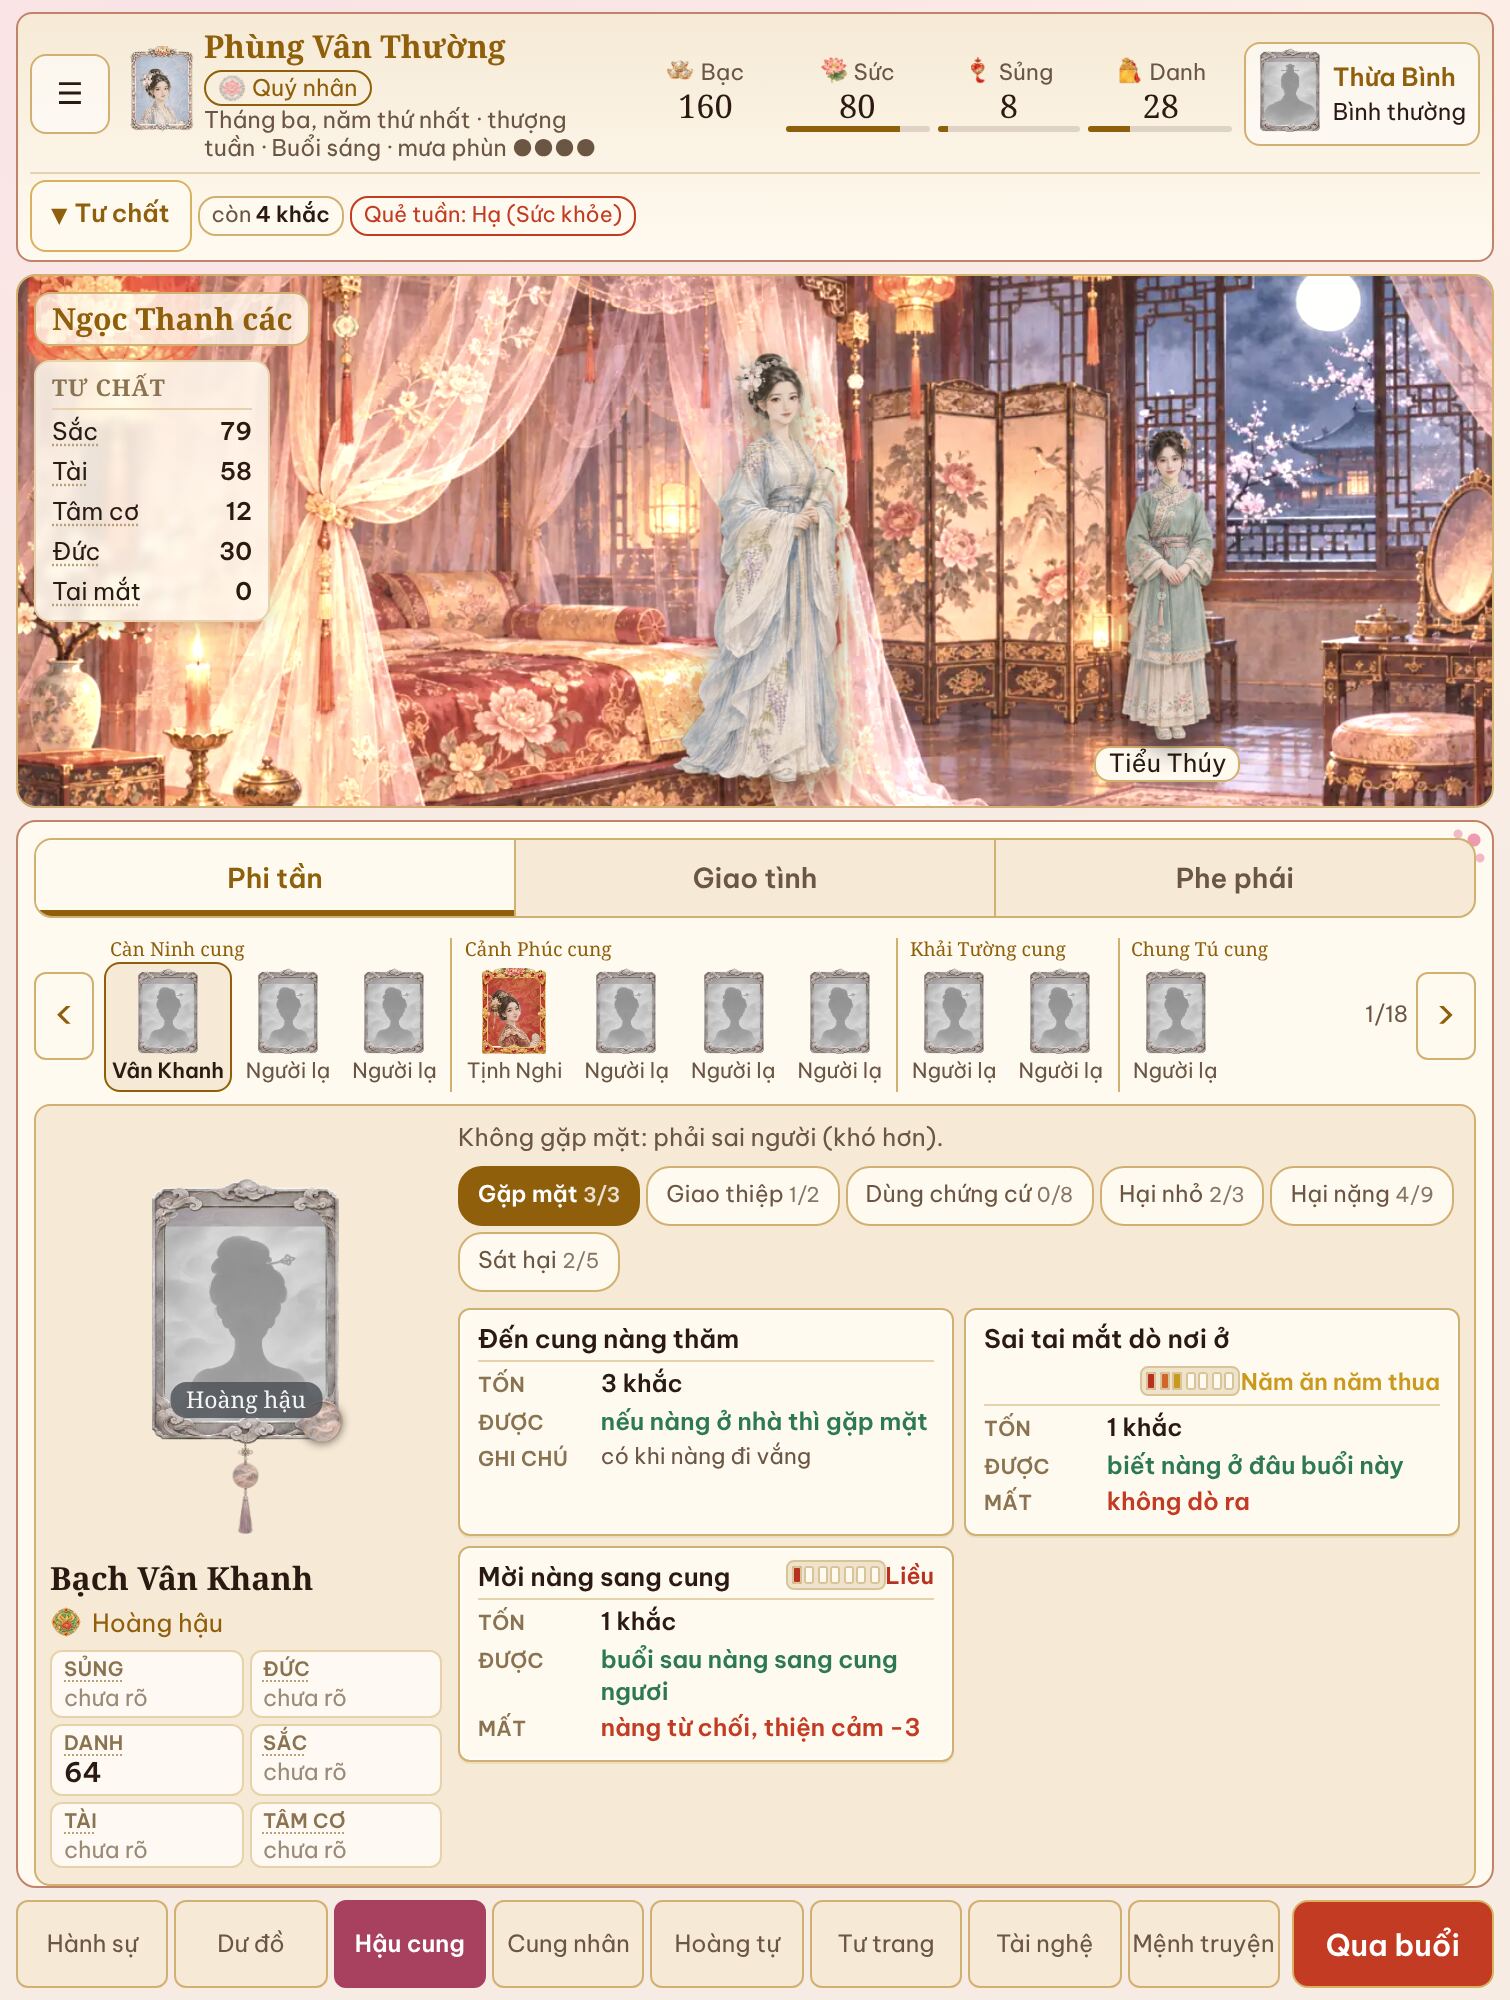 ☰
Phùng Vân Thường
Quý nhân
Tháng ba, năm thứ nhất · thượng
tuần · Buổi sáng · mưa phùn ●●●●
Bạc
160
Sức
80
Sủng
8
Danh
28
Thừa Bình
Bình thường
▼ Tư chất
còn 4 khắc
Quẻ tuần: Hạ (Sức khỏe)
Ngọc Thanh các
TƯ CHẤT
Sắc 79
Tài 58
Tâm cơ 12
Đức 30
Tai mắt 0
Tiểu Thúy
Phi tần
Giao tình
Phe phái
Càn Ninh cung
Cảnh Phúc cung
Khải Tường cung
Chung Tú cung
‹
Vân Khanh
Người lạ
Người lạ
Tịnh Nghi
Người lạ
Người lạ
Người lạ
Người lạ
Người lạ
Người lạ
1/18
›
Hoàng hậu
Bạch Vân Khanh
Hoàng hậu
SỦNG
chưa rõ
ĐỨC
chưa rõ
DANH
64
SẮC
chưa rõ
TÀI
chưa rõ
TÂM CƠ
chưa rõ
Không gặp mặt: phải sai người (khó hơn).
Gặp mặt 3/3
Giao thiệp 1/2
Dùng chứng cứ 0/8
Hại nhỏ 2/3
Hại nặng 4/9
Sát hại 2/5
Đến cung nàng thăm
TỐN 3 khắc
ĐƯỢC nếu nàng ở nhà thì gặp mặt
GHI CHÚ có khi nàng đi vắng
Sai tai mắt dò nơi ở
Năm ăn năm thua
TỐN 1 khắc
ĐƯỢC biết nàng ở đâu buổi này
MẤT không dò ra
Mời nàng sang cung Liều
TỐN 1 khắc
ĐƯỢC buổi sau nàng sang cung
ngươi
MẤT nàng từ chối, thiện cảm -3
Hành sự
Dư đồ
Hậu cung
Cung nhân
Hoàng tự
Tư trang
Tài nghệ
Mệnh truyện
Qua buổi